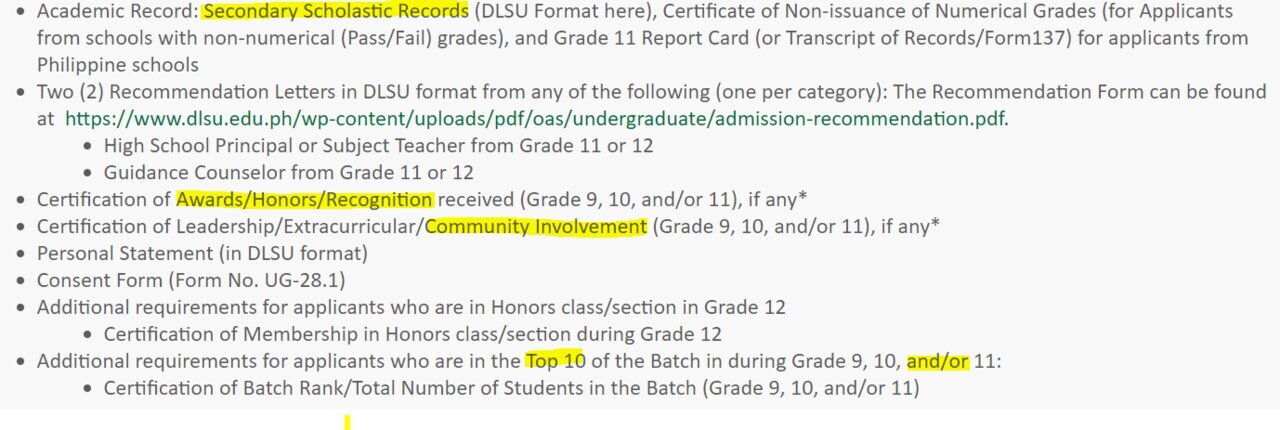 • Academic Record: Secondary Scholastic Records (DLSU Format here), Certificate of Non-issuance of Numerical Grades (for Applicants
from schools with non-numerical (Pass/Fail) grades), and Grade 11 Report Card (or Transcript of Records/Form137) for applicants from
Philippine schools
• Two (2) Recommendation Letters in DLSU format from any of the following (one per category): The Recommendation Form can be found
at https://www.dlsu.edu.ph/wp-content/uploads/pdf/oas/undergraduate/admission-recommendation.pdf.
• High School Principal or Subject Teacher from Grade 11 or 12
• Guidance Counselor from Grade 11 or 12
• Certification of Awards/Honors/Recognition received (Grade 9, 10, and/or 11), if any*
• Certification of Leadership/Extracurricular/Community Involvement (Grade 9, 10, and/or 11), if any*
• Personal Statement (in DLSU format)
• Consent Form (Form No. UG-28.1)
• Additional requirements for applicants who are in Honors class/section in Grade 12
• Certification of Membership in Honors class/section during Grade 12
• Additional requirements for applicants who are in the Top 10 of the Batch in during Grade 9, 10, and/or 11:
• Certification of Batch Rank/Total Number of Students in the Batch (Grade 9, 10, and/or 11)